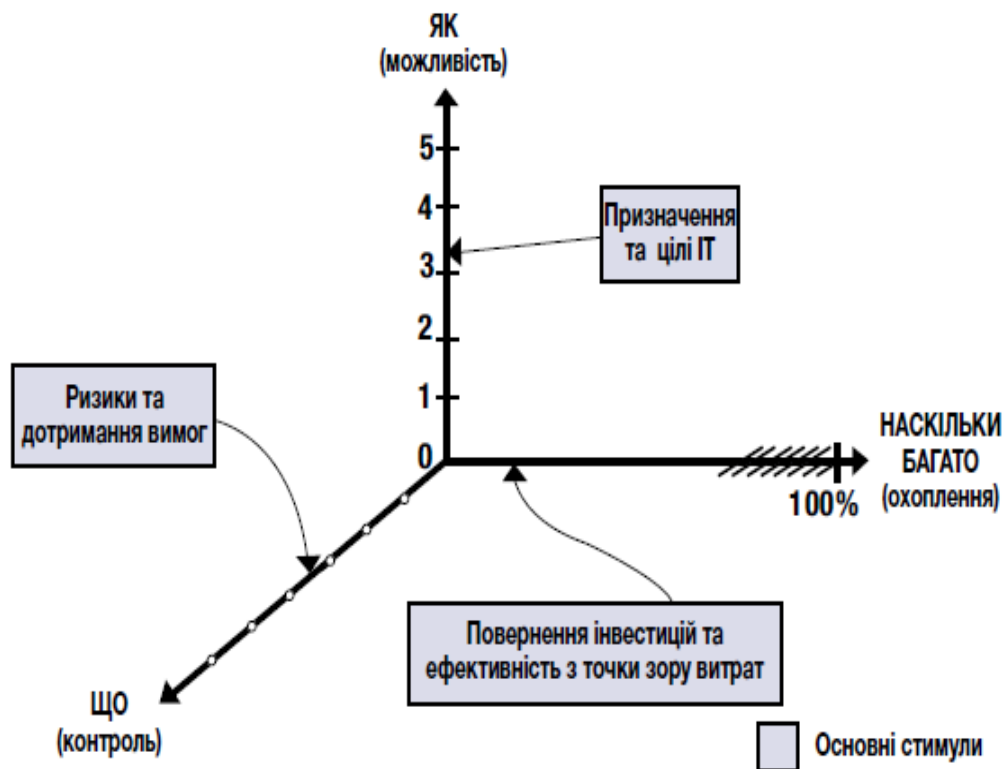 ЯК
(можливість)
5
4
3
2
1
0
Призначення
та цілі ІТ
Ризики та
дотримання вимог
НАСКІЛЬКИ
БАГАТО
(охоплення)
100%
Повернення інвестицій та
ефективність з точки зору витрат
ЩО
(контроль)
Основні стимули